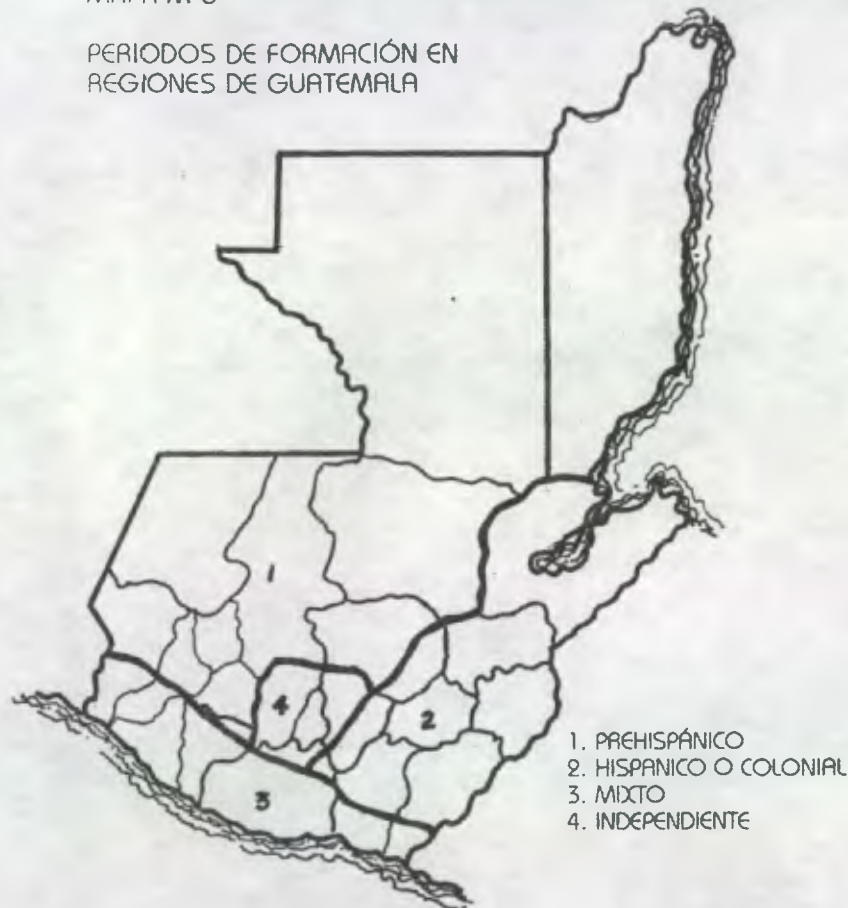 PERIODOS DE FORMACIÓN EN
REGIONES DE GUATEMALA
1
4
2
3
1. PREHISPÁNICO
2. HISPANICO O COLONIAL
3. MIXTO
4. INDEPENDIENTE